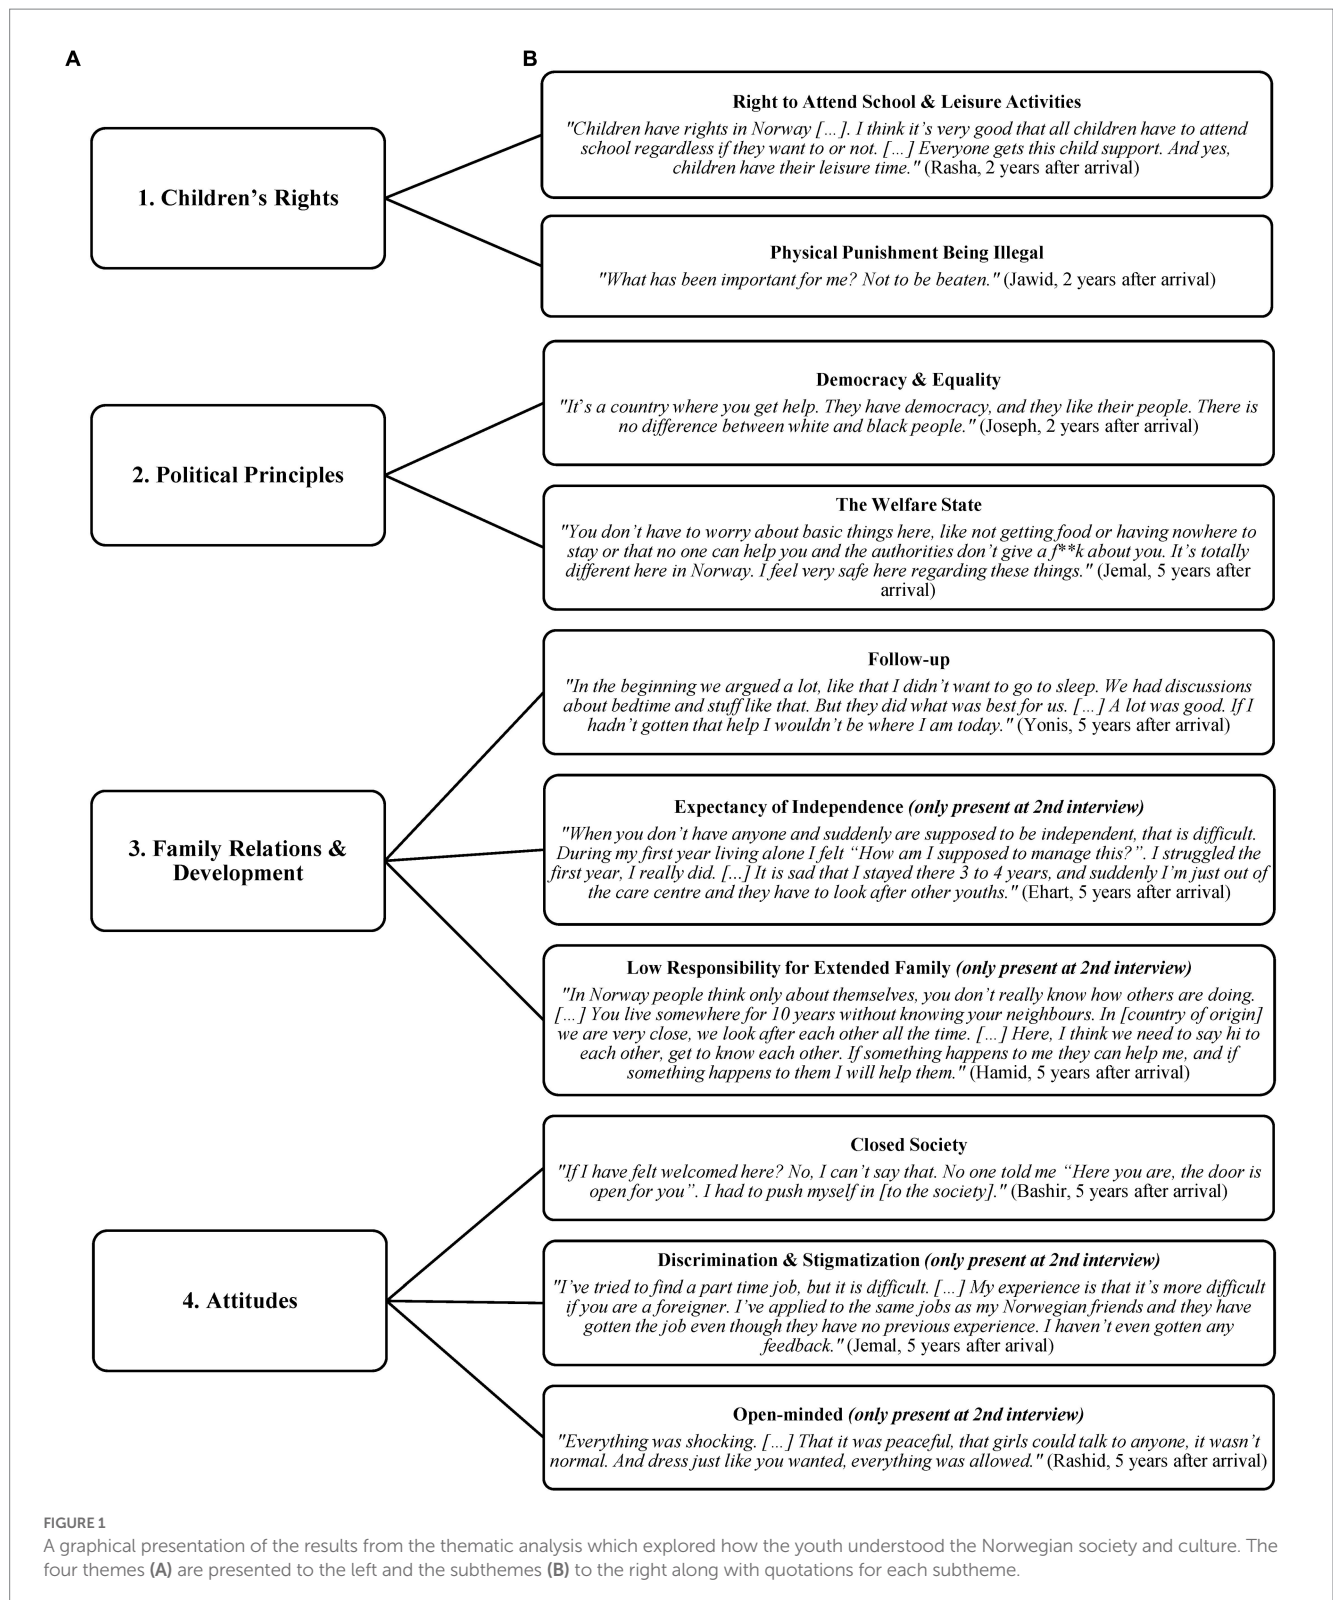 A
B
1. Children's Rights
Right to Attend School & Leisure Activities
"Children have rights in Norway […]. I think it's very good that all children have to attend
school regardless if they want to or not. […] Everyone gets this child support. And yes,
children have their leisure time." (Rasha, 2 years after arrival)
Physical Punishment Being Illegal
"What has been important for me? Not to be beaten." (Jawid, 2 years after arrival)
2. Political Principles
Democracy & Equality
"It's a country where you get help. They have democracy, and they like their people. There is
no difference between white and black people." (Joseph, 2 years after arrival)
The Welfare State
"You don't have to worry about basic things here, like not getting food or having nowhere to
stay or that no one can help you and the authorities don't give a f**k about you. It's totally
different here in Norway. I feel very safe here regarding these things." (Jemal, 5 years after
arrival)
3. Family Relations &
Development
Follow-up
"In the beginning we argued a lot, like that I didn't want to go to sleep. We had discussions
about bedtime and stuff like that. But they did what was best for us. […] A lot was good. If I
hadn't gotten that help I wouldn't be where I am today." (Yonis, 5 years after arrival)
Expectancy of Independence (only present at 2nd interview)
"When you don't have anyone and suddenly are supposed to be independent, that is difficult.
During my first year living alone I felt “How am I supposed to manage this?”. I struggled the
first year, I really did. […] It is sad that I stayed there 3 to 4 years, and suddenly I'm just out of
the care centre and they have to look after other youths." (Ehart, 5 years after arrival)
Low Responsibility for Extended Family (only present at 2nd interview)
"In Norway people think only about themselves, you don't really know how others are doing.
[…] You live somewhere for 10 years without knowing your neighbours. In [country of origin]
we are very close, we look after each other all the time. […] Here, I think we need to say hi to
each other, get to know each other. If something happens to me they can help me, and if
something happens to them I will help them." (Hamid, 5 years after arrival)
4. Attitudes
Closed Society
"If I have felt welcomed here? No, I can't say that. No one told me “Here you are, the door is
open for you”. I had to push myself in [to the society]." (Bashir, 5 years after arrival)
Discrimination & Stigmatization (only present at 2nd interview)
"I've tried to find a part time job, but it is difficult. […] My experience is that it's more difficult
if you are a foreigner. I've applied to the same jobs as my Norwegian friends and they have
gotten the job even though they have no previous experience. I haven't even gotten any
feedback." (Jemal, 5 years after arival)
Open-minded (only present at 2nd interview)
"Everything was shocking. […] That it was peaceful, that girls could talk to anyone, it wasn't
normal. And dress just like you wanted, everything was allowed." (Rashid, 5 years after arrival)
FIGURE 1
A graphical presentation of the results from the thematic analysis which explored how the youth understood the Norwegian society and culture. The
four themes (A) are presented to the left and the subthemes (B) to the right along with quotations for each subtheme.